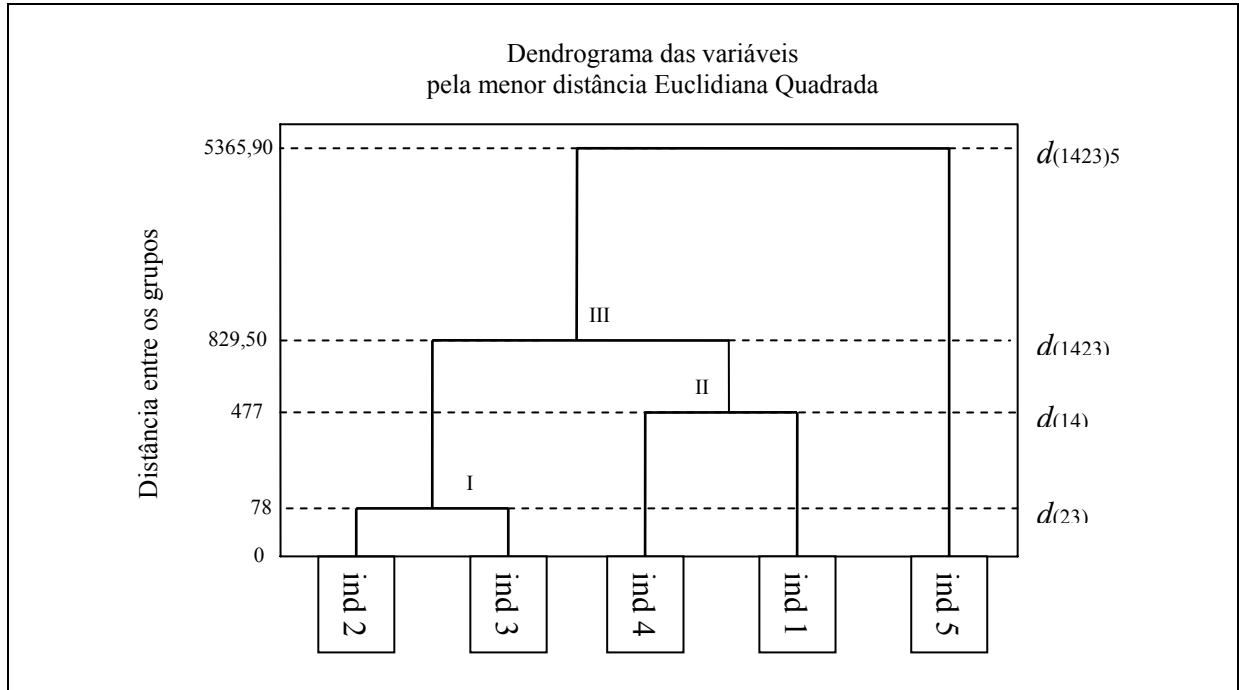 Dendrograma das variáveis
pela menor distância Euclidiana Quadrada
Distância entre os grupos
5365,90
d(1423)5
III
829,50
d(1423)
II
477
d(14)
I
78
d(23)
0
ind 2
ind 3
ind 4
ind 1
ind 5